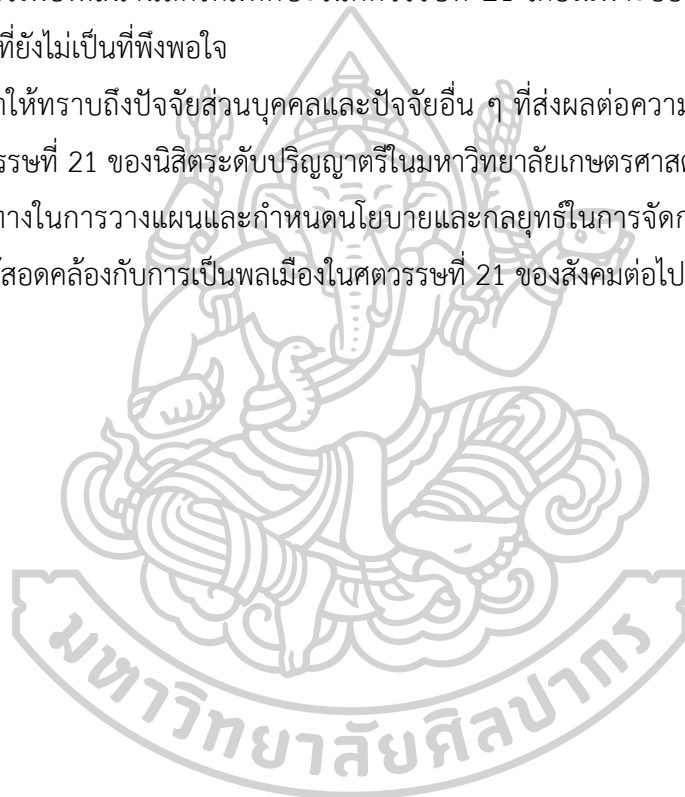 ที่ยังไม่เป็นที่พึงพอใจ
ให้ทราบถึงปัจจัยส่วนบุคคลและปัจจัยอื่น ๆ ที่ส่งผลต่อความ
รรษที่ 21 ของนิสิตระดับปริญญาตรีในมหาวิทยาลัยเกษตรศาส
ทางในการวางแผนและกำหนดนโยบายและกลยุทธ์ในการจัดก
สอดคล้องกับการเป็นพลเมืองในศตวรรษที่ 21 ของสังคมต่อไป
มหาวิทยาลัยศิลปากร